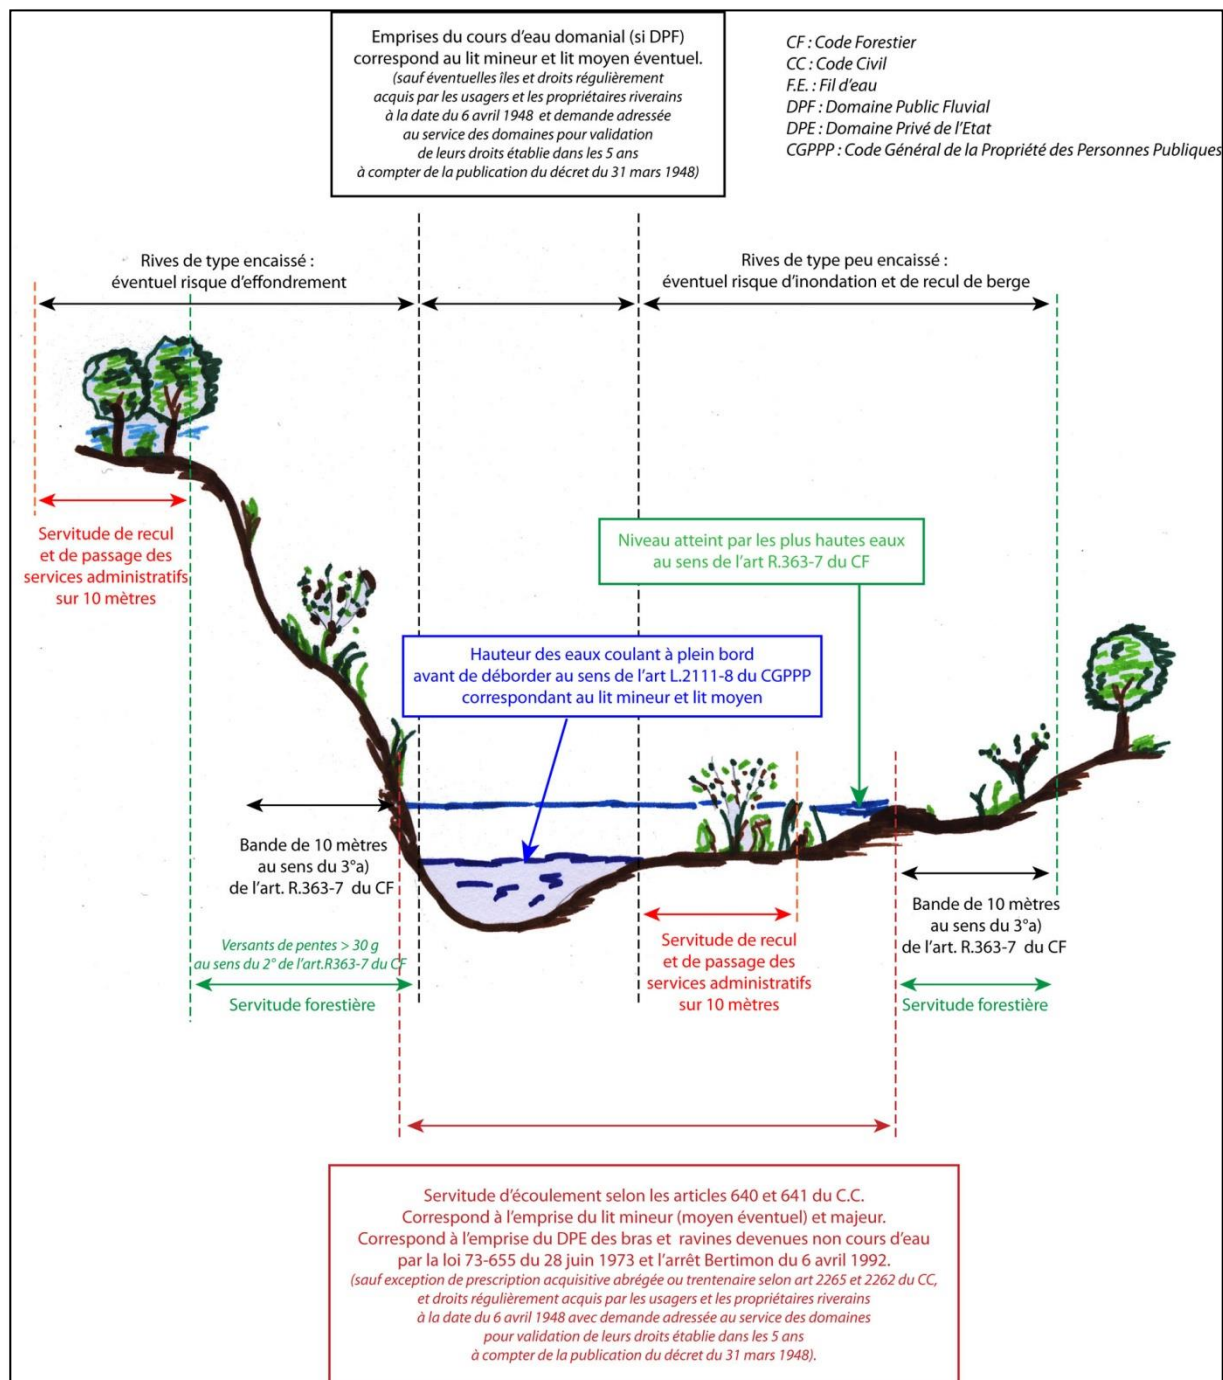 Emprises du cours d'eau domanial (si DPF)
correspond au lit mineur et lit moyen éventuel.
(sauf éventuelles îles et droits régulièrement
acquis par les usagers et les propriétaires riverains
à la date du 6 avril 1948 et demande adressée
au service des domaines pour validation
de leurs droits établie dans les 5 ans
à compter de la publication du décret du 31 mars 1948)
CF : Code Forestier
CC : Code Civil
F.E. : Fil d'eau
DPF : Domaine Public Fluvial
DPE : Domaine Privé de l'Etat
CGPPP : Code Général de la Propriété des Personnes Publiques
Rives de type encaissé :
éventuel risque d'effondrement
Rives de type peu encaissé :
éventuel risque d'inondation et de recul de berge
Servitude de recul
et de passage des
services administratifs
sur 10 mètres
Niveau atteint par les plus hautes eaux
au sens de l'art R.363-7 du CF
Hauteur des eaux coulant à plein bord
avant de déborder au sens de l'art L.2111-8 du CGPPP
correspondant au lit mineur et lit moyen
Bande de 10 mètres
au sens du 3°a)
de l'art. R.363-7 du CF
Versants de pentes > 30 g
au sens du 2° de l'art.R363-7 du CF
Servitude forestière
Servitude de recul
et de passage des
services administratifs
sur 10 mètres
Bande de 10 mètres
au sens du 3°a)
de l'art. R.363-7 du CF
Servitude forestière
Servitude d'écoulement selon les articles 640 et 641 du C.C.
Correspond à l'emprise du lit mineur (moyen éventuel) et majeur.
Correspond à l'emprise du DPE des bras et ravines devenues non cours d'eau
par la loi 73-655 du 28 juin 1973 et l'arrêt Bertimon du 6 avril 1992.
(sauf exception de prescription acquisitive abrégée ou trentenaire selon art 2265 et 2262 du CC,
et droits régulièrement acquis par les usagers et les propriétaires riverains
à la date du 6 avril 1948 avec demande adressée au service des domaines
pour validation de leurs droits établie dans les 5 ans
à compter de la publication du décret du 31 mars 1948).